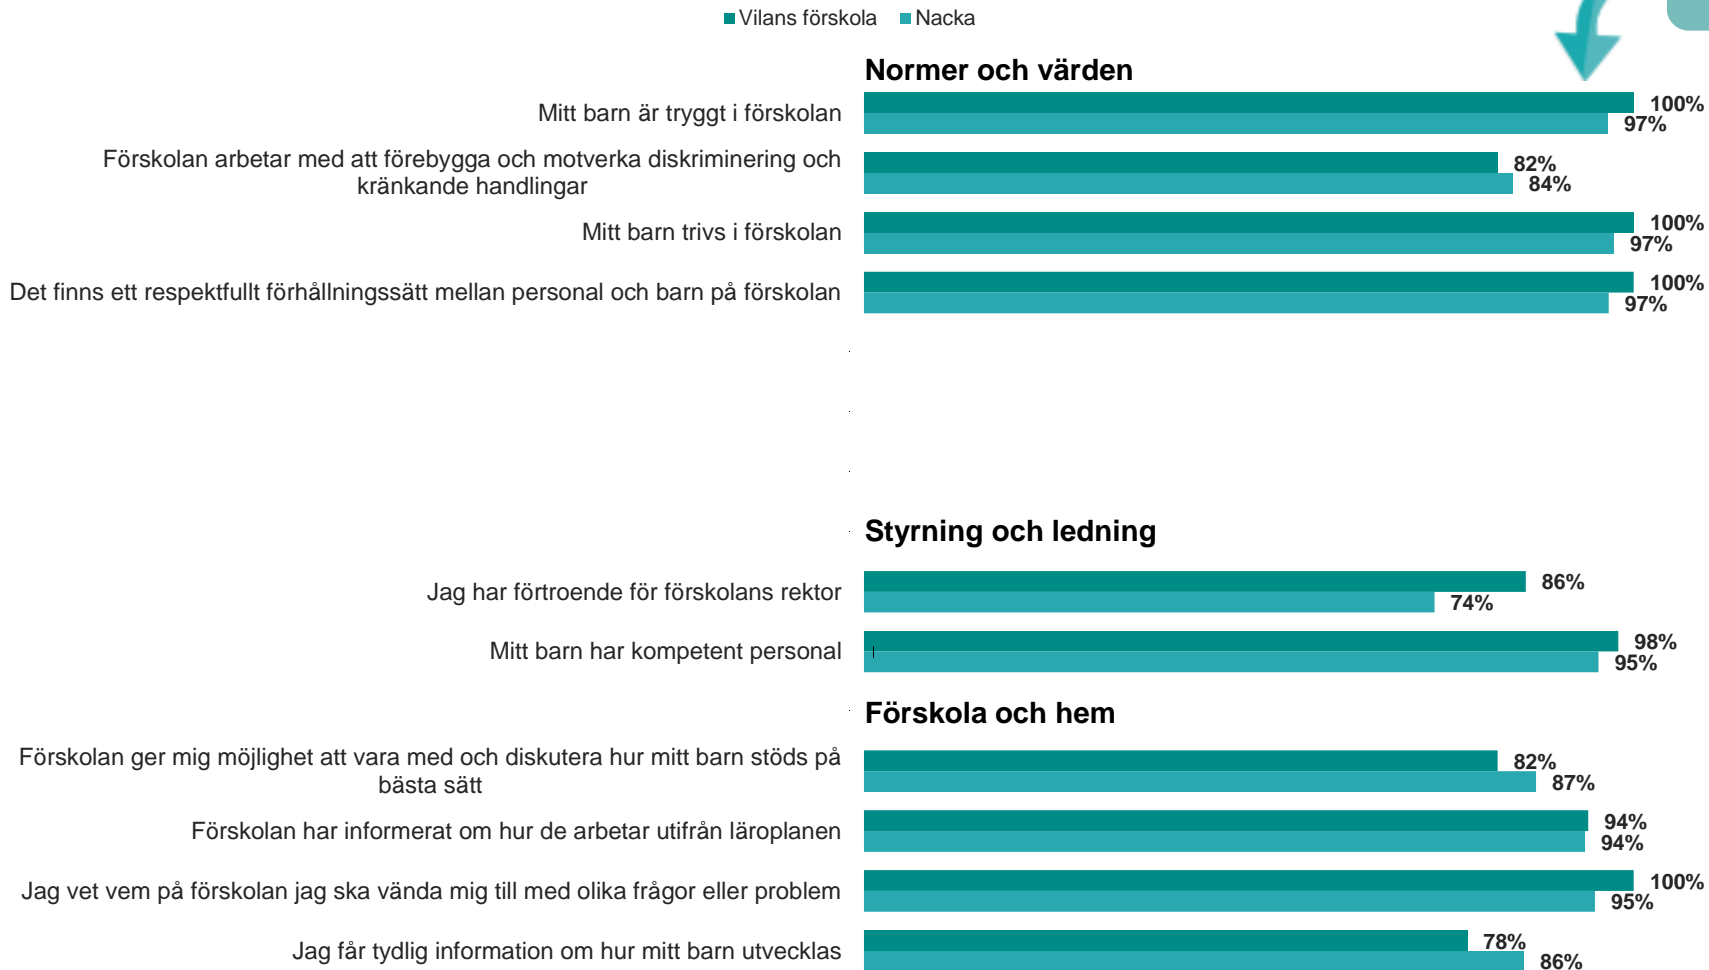 Vilans förskola Nacka
Normer och värden
Mitt barn är tryggt i förskolan
100%
97%
Förskolan arbetar med att förebygga och motverka diskriminering och
kränkande handlingar
82%
84%
Mitt barn trivs i förskolan
100%
97%
Det finns ett respektfullt förhållningssätt mellan personal och barn på förskolan
100%
97%
Styrning och ledning
Jag har förtroende för förskolans rektor
86%
74%
Mitt barn har kompetent personal
98%
95%
Förskola och hem
Förskolan ger mig möjlighet att vara med och diskutera hur mitt barn stöds på
bästa sätt
82%
87%
Förskolan har informerat om hur de arbetar utifrån läroplanen
94%
94%
Jag vet vem på förskolan jag ska vända mig till med olika frågor eller problem
100%
95%
Jag får tydlig information om hur mitt barn utvecklas
78%
86%